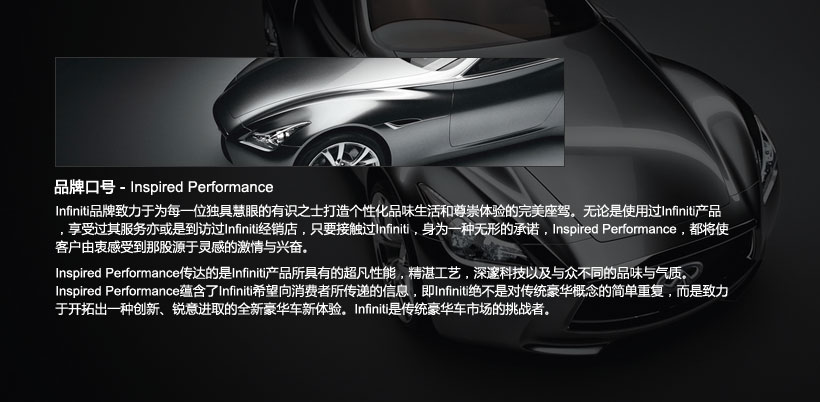 品牌口号 - Inspired Performance
Infiniti品牌致力于为每一位独具慧眼的有识之士打造个性化品味生活和尊崇体验的完美座驾。无论是使用过Infiniti产品
，享受过其服务亦或是到访过Infiniti经销店，只要接触过Infiniti，身为一种无形的承诺，Inspired Performance，都将使
客户由衷感受到那股源于灵感的激情与兴奋。
Inspired Performance传达的是Infiniti产品所具有的超凡性能，精湛工艺，深邃科技以及与众不同的品味与气质。
Inspired Performance蕴含了Infiniti希望向消费者所传递的信息，即Infiniti绝不是对传统豪华概念的简单重复，而是致力
于开拓出一种创新、锐意进取的全新豪华车新体验。Infiniti是传统豪华车市场的挑战者。